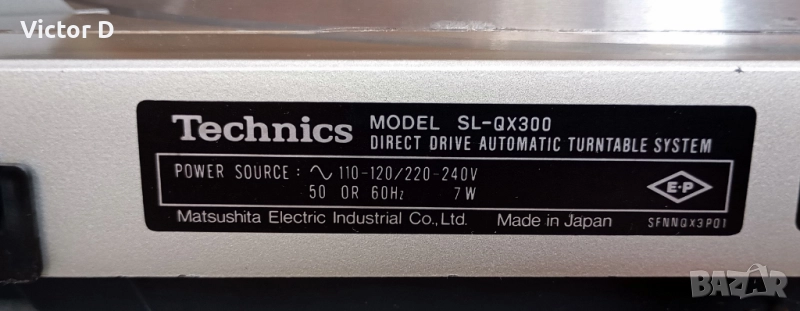 Victor D
Technics MODEL SL-QX300
DIRECT DRIVE AUTOMATIC TURNTABLE SYSTEM
POWER SOURCE : ∿ 110-120/220-240V
50 OR 60Hz 7W
E·P
Matsushita Electric Industrial Co., Ltd. Made in Japan SFNNQX3P01
BAZAR